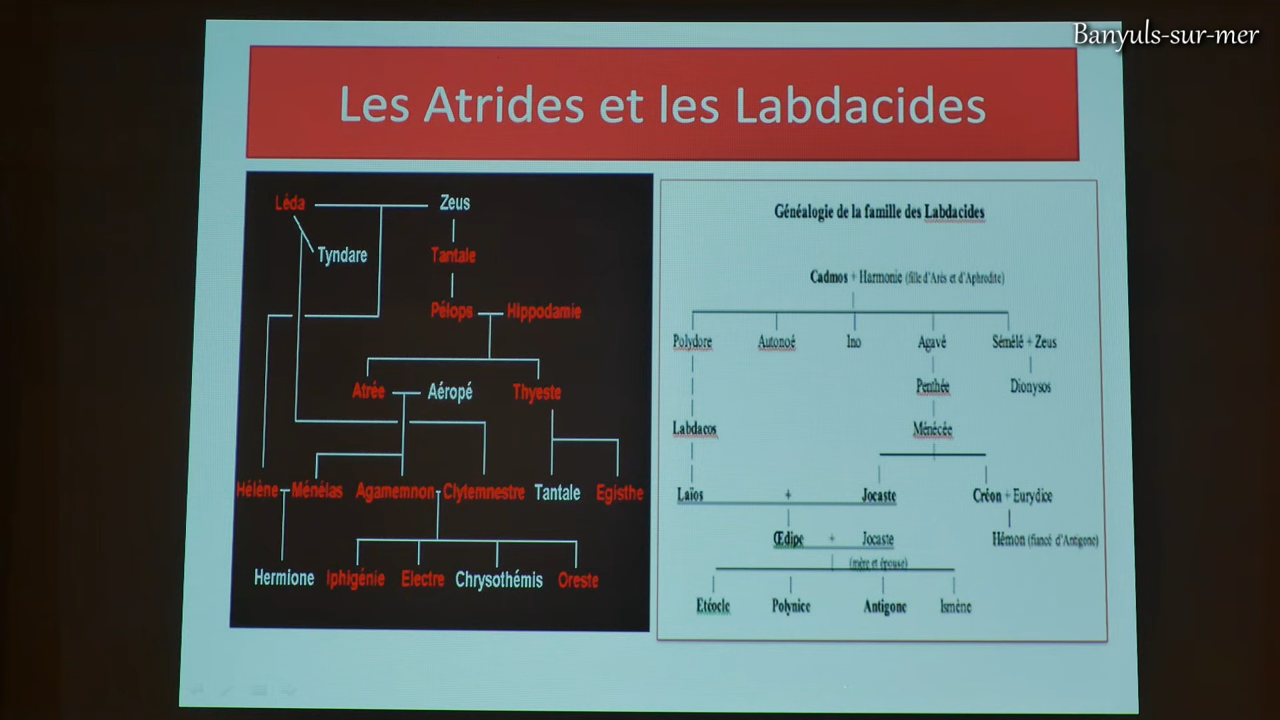 Banyuls-sur-mer
Les Atrides et les Labdacides
Léda Zeus
Tyndare
Tantale
Pélops Hippodamie
Atrée Aéropé Thyeste
Hélène Ménélas Agamemnon Clytemnestre Tantale Egisthe
Hermione Iphigénie Electre Chrysothémis Oreste
Généalogie de la famille des Labdacides
Cadmos + Harmonie (fille d'Arès et d'Aphrodite)
Polydore Autonoé Ino Agavé Sémélé + Zeus
Penthée Dionysos
Labdacos Ménécée
Laïos + Jocaste Créon + Eurydice
Œdipe + Jocaste Hémon (fiancé d'Antigone)
(mère et épouse)
Etéocle Polynice Antigone Ismène